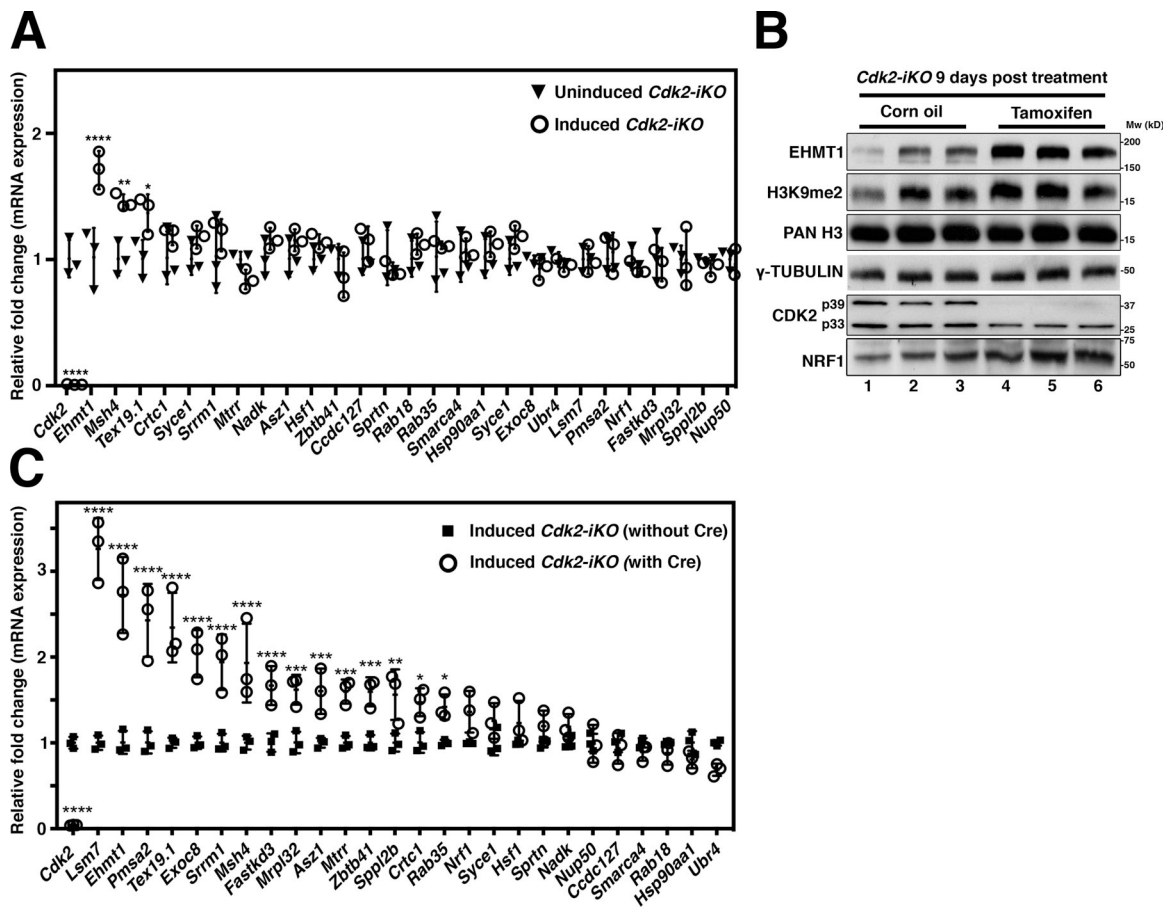 A
Relative fold change (mRNA expression)
2
1
0
Uninduced Cdk2-iKO
Induced Cdk2-iKO
****
****
**
*
Cdk2
Ehmt1
Msh4
Tex19.1
Crtc1
Syce1
Srrm1
Mtrr
Nadk
Asz1
Hsf1
Zbtb41
Ccdc127
Sprtn
Rab18
Rab35
Smarca4
Hsp90aa1
Syce1
Exoc8
Ubr4
Lsm7
Pmsa2
Nrf1
Fastkd3
Mrpl32
Sppl2b
Nup50
B
Cdk2-iKO 9 days post treatment
Corn oil Tamoxifen
Mw (kD)
EHMT1 200
150
H3K9me2 15
PAN H3 15
γ-TUBULIN 50
CDK2 p39 37
p33 25
NRF1 75
50
1 2 3 4 5 6
C
Relative fold change (mRNA expression)
3
2
1
0
Induced Cdk2-iKO (without Cre)
Induced Cdk2-iKO (with Cre)
****
****
****
****
****
****
****
****
****
***
***
***
***
**
*
*
Cdk2
Lsm7
Ehmt1
Pmsa2
Tex19.1
Exoc8
Srrm1
Msh4
Fastkd3
Mrpl32
Asz1
Mtrr
Zbtb41
Sppl2b
Crtc1
Rab35
Nrf1
Syce1
Hsf1
Sprtn
Nadk
Nup50
Ccdc127
Smarca4
Rab18
Hsp90aa1
Ubr4